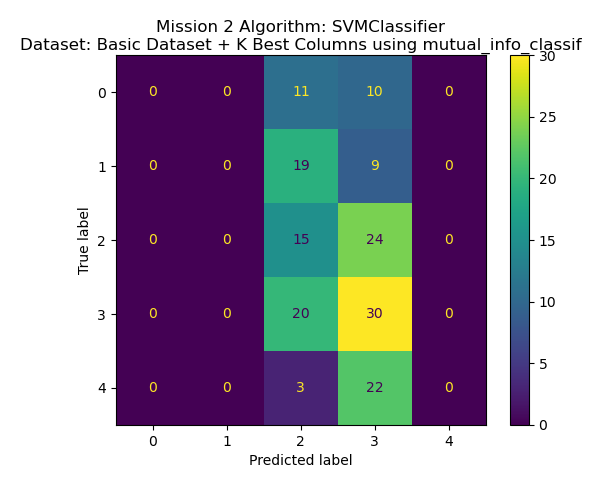 Mission 2 Algorithm: SVMClassifier
Dataset: Basic Dataset + K Best Columns using mutual_info_classif
0 0 0 11 10 0
1 0 0 19 9 0
2 0 0 15 24 0
3 0 0 20 30 0
4 0 0 3 22 0
0 1 2 3 4
Predicted label
True label
30
25
20
15
10
5
0